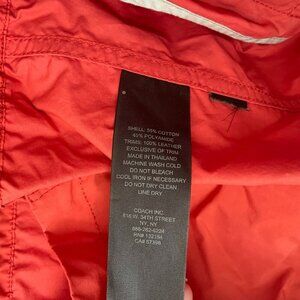 SHELL: 55% COTTON
45% POLYAMIDE
TRIMS: 100% LEATHER
EXCLUSIVE OF TRIM
MADE IN THAILAND
MACHINE WASH COLD
DO NOT BLEACH
COOL IRON IF NECESSARY
DO NOT DRY CLEAN
LINE DRY
COACH INC.
516 W. 34TH STREET
NY, NY
888-262-6224
RN# 132184
CA# 57398